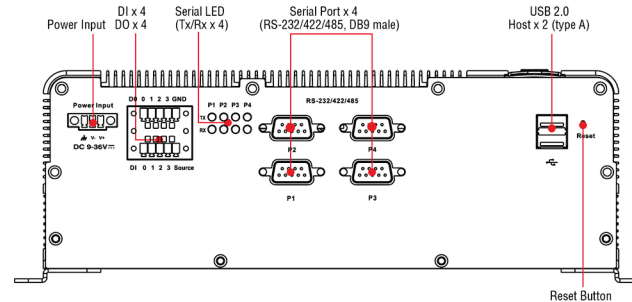 Power Input
DI x 4
DO x 4
Serial LED
(Tx/Rx x 4)
Serial Port x 4
(RS-232/422/485, DB9 male)
USB 2.0
Host x 2 (type A)
Power Input
V- V+
DC 9-36V
DO 0 1 2 3 GND
DI 0 1 2 3 Source
P1 P2 P3 P4
TX
RX
RS-232/422/485
P2
P4
P1
P3
Reset
Reset Button